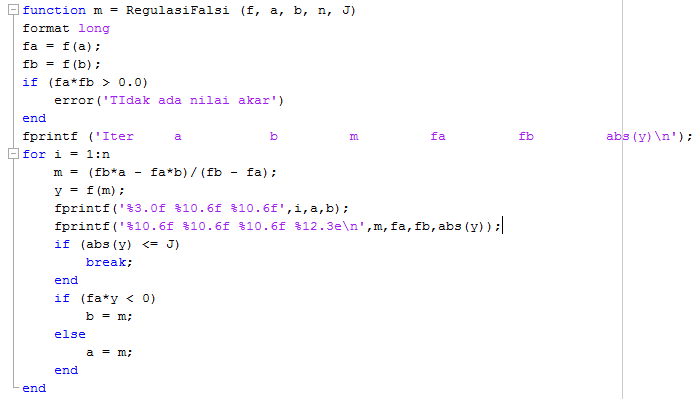 function m = RegulasiFalsi (f, a, b, n, J)
format long
fa = f(a);
fb = f(b);
if (fa*fb > 0.0)
    error('TIdak ada nilai akar')
end
fprintf ('Iter     a           b         m         fa         fb         abs(y)\n');
for i = 1:n
    m = (fb*a - fa*b)/(fb - fa);
    y = f(m);
    fprintf('%3.0f %10.6f %10.6f',i,a,b);
    fprintf('%10.6f %10.6f %10.6f %12.3e\n',m,fa,fb,abs(y));
    if (abs(y) <= J)
        break;
    end
    if (fa*y < 0)
        b = m;
    else
        a = m;
    end
end